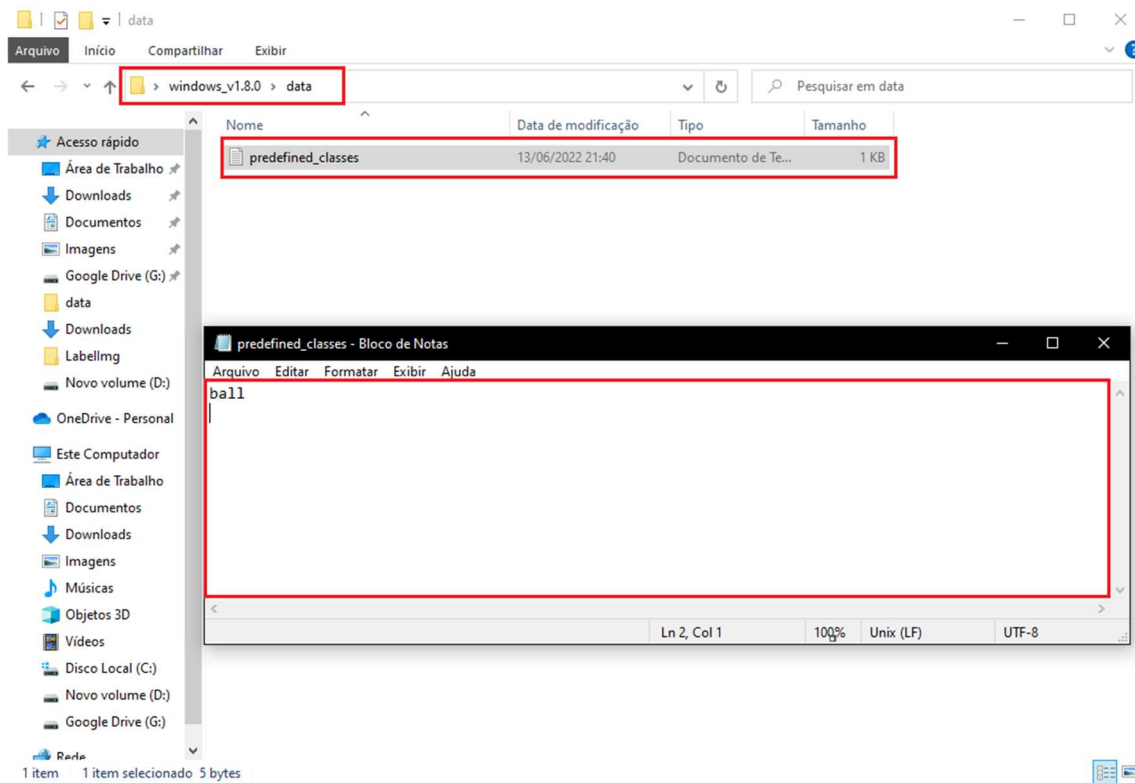 data
Arquivo Início Compartilhar Exibir
windows_v1.8.0 > data Pesquisar em data
Nome Data de modificação Tipo Tamanho
predefined_classes 13/06/2022 21:40 Documento de Te... 1 KB
Acesso rápido
Área de Trabalho
Downloads
Documentos
Imagens
Google Drive (G:)
data
Downloads
LabelImg
Novo volume (D:)
OneDrive - Personal
Este Computador
Área de Trabalho
Documentos
Downloads
Imagens
Músicas
Objetos 3D
Vídeos
Disco Local (C:)
Novo volume (D:)
Google Drive (G:)
Rede
predefined_classes - Bloco de Notas
Arquivo Editar Formatar Exibir Ajuda
ball
Ln 2, Col 1 100% Unix (LF) UTF-8
1 item 1 item selecionado 5 bytes